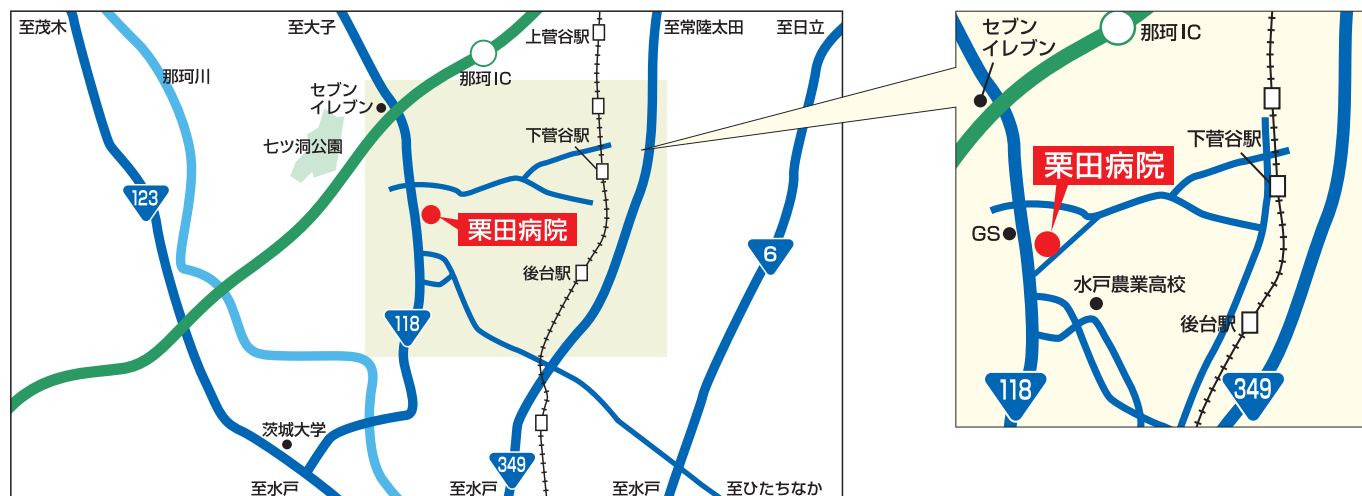 至茂木
至大子
至常陸太田
至日立
上菅谷駅
那珂川
那珂IC
セブン
イレブン
七ツ洞公園
下菅谷駅
123
栗田病院
6
後台駅
118
茨城大学
349
至水戸
至水戸
至水戸
至ひたちなか
セブン
イレブン
那珂IC
下菅谷駅
栗田病院
GS
水戸農業高校
後台駅
118
349